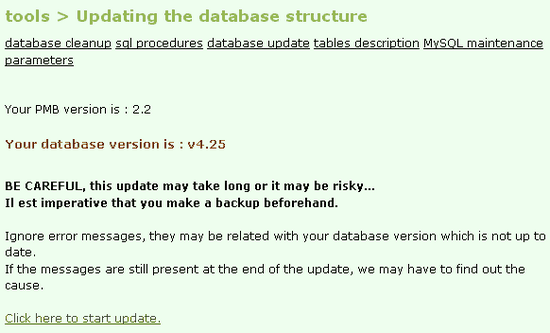 tools > Updating the database structure
database cleanup sql procedures database update tables description MySQL maintenance
parameters
Your PMB version is : 2.2
Your database version is : v4.25
BE CAREFUL, this update may take long or it may be risky...
Il est imperative that you make a backup beforehand.
Ignore error messages, they may be related with your database version which is not up to
date.
If the messages are still present at the end of the update, we may have to find out the
cause.
Click here to start update.